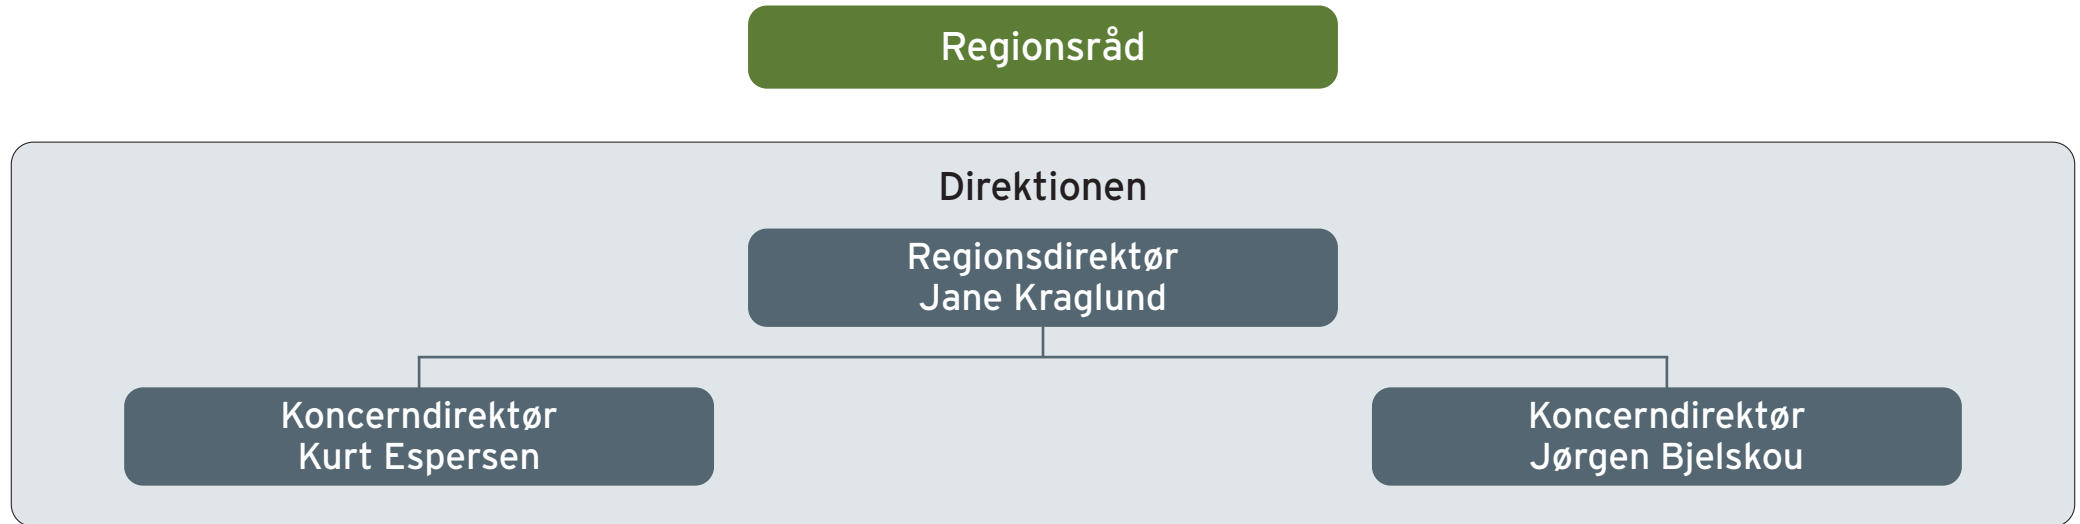 Regionsråd
Direktionen
Regionsdirektør
Jane Kraglund
Koncerndirektør
Kurt Espersen
Koncerndirektør
Jørgen Bjelskou